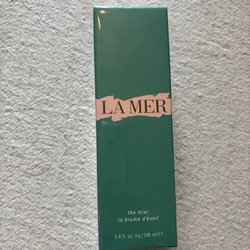 LA MER
the mist
la brume d'éveil
3.4 fl. oz. liq./100 ml ℮